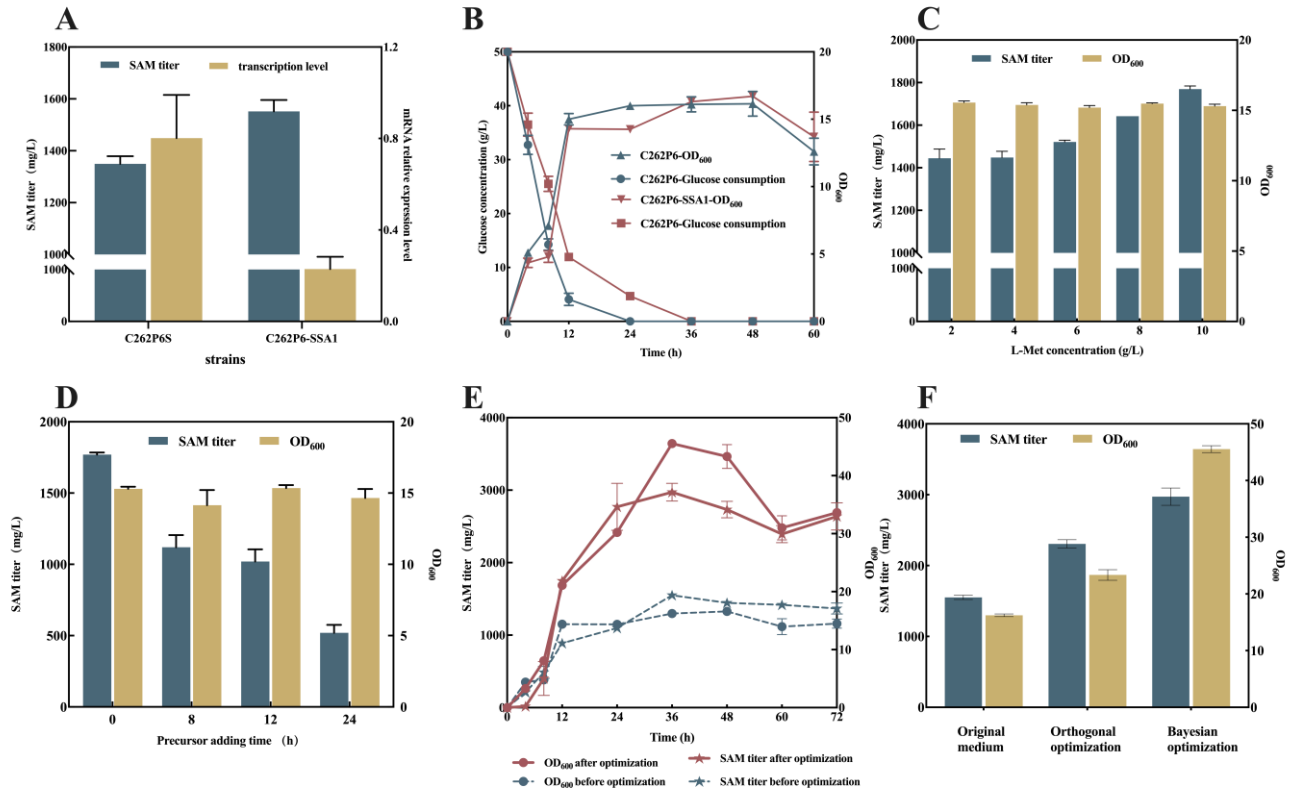 A
SAM titer
transcription level
SAM titer (mg/L)
1800
1600
1400
1200
1000
1000
0
1.2
0.8
0.4
0.0
mRNA relative expression level
C262P6S
C262P6-SSA1
strains
B
Glucose concentration (g/L)
50
40
30
20
10
0
20
15
10
5
0
OD600
C262P6-OD600
C262P6-Glucose consumption
C262P6-SSA1-OD600
C262P6-Glucose consumption
0
4
8
12
24
36
48
60
Time (h)
C
SAM titer
OD600
SAM titer (mg/L)
2000
1800
1600
1400
1200
1000
1000
0
20
15
10
5
0
OD600
2
4
6
8
10
L-Met concentration (g/L)
D
SAM titer
OD600
SAM titer (mg/L)
2000
1500
1000
500
0
20
15
10
5
0
OD600
0
8
12
24
Precursor adding time (h)
E
SAM titer (mg/L)
4000
3000
2000
1000
0
50
40
30
20
10
0
OD600
0
4
8
12
24
36
48
60
72
Time (h)
OD600 after optimization
SAM titer after optimization
OD600 before optimization
SAM titer before optimization
F
SAM titer
OD600
SAM titer (mg/L)
4000
3000
2000
1000
0
50
40
30
20
10
0
OD600
Original
medium
Orthogonal
optimization
Bayesian
optimization